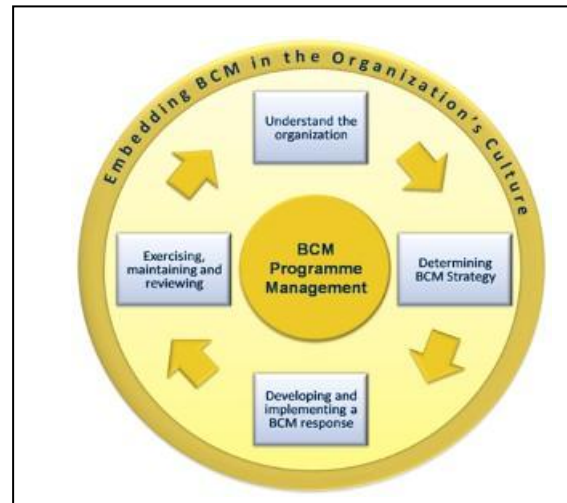 Embedding BCM in the Organization's Culture
Understand the
organization
Exercising,
maintaining and
reviewing
BCM
Programme
Management
Determining
BCM Strategy
Developing and
implementing a
BCM response